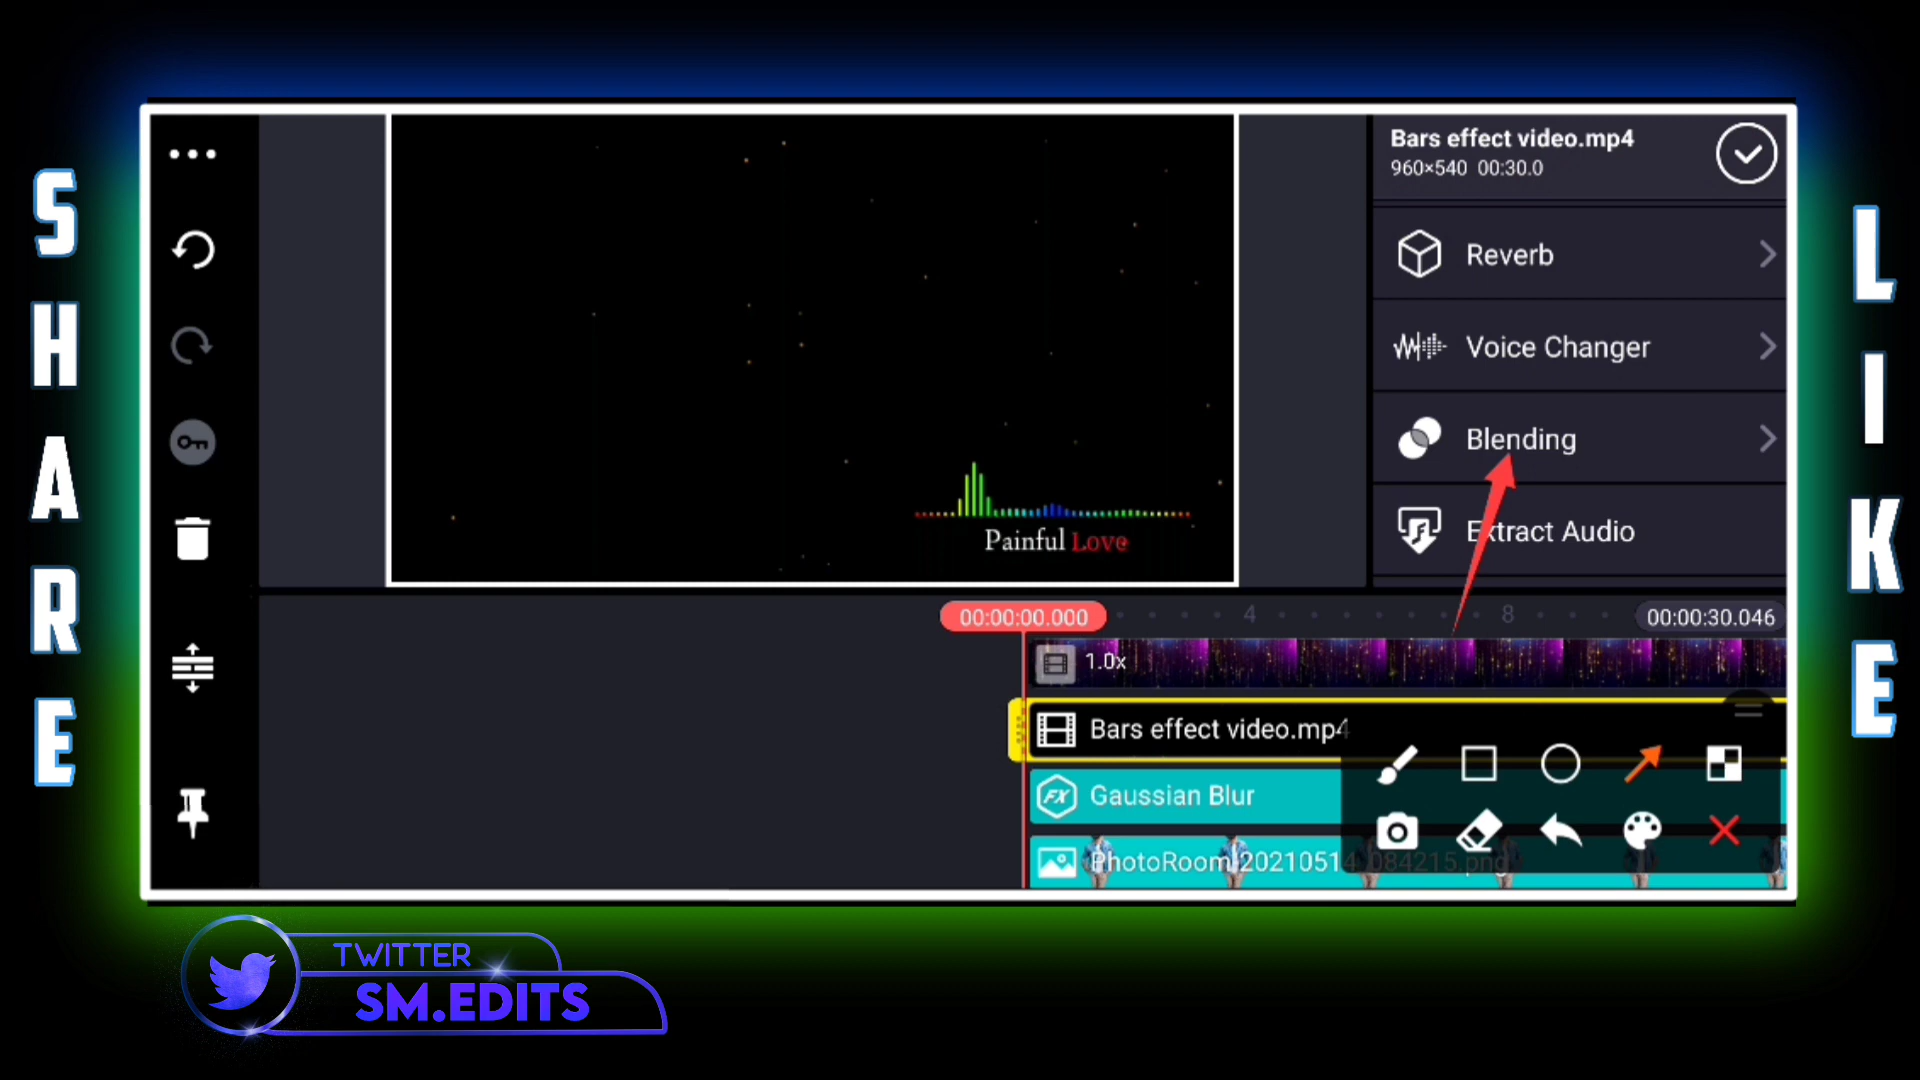 SHARE
LIKE
Bars effect video.mp4
960×540 00:30.0
Reverb
Voice Changer
Blending
Extract Audio
Painful Love
00:00:00.000
4
8
00:00:30.046
1.0x
Bars effect video.mp4
FX Gaussian Blur
PhotoRoom-20210514_084215.png
TWITTER
SM.EDITS